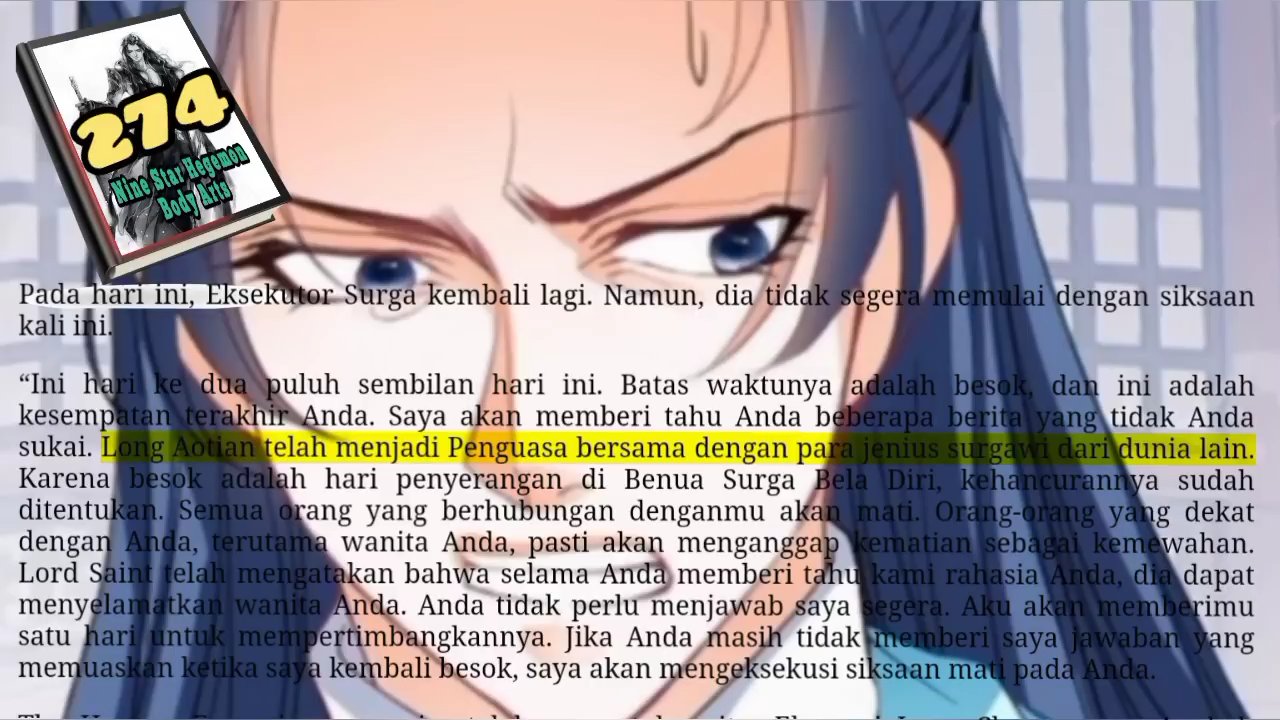 274
Nine Star Hegemon
Body Arts
Pada hari ini, Eksekutor Surga kembali lagi. Namun, dia tidak segera memulai dengan siksaan
kali ini.
“Ini hari ke dua puluh sembilan hari ini. Batas waktunya adalah besok, dan ini adalah
kesempatan terakhir Anda. Saya akan memberi tahu Anda beberapa berita yang tidak Anda
sukai. Long Aotian telah menjadi Penguasa bersama dengan para jenius surgawi dari dunia lain.
Karena besok adalah hari penyerangan di Benua Surga Bela Diri, kehancurannya sudah
ditentukan. Semua orang yang berhubungan denganmu akan mati. Orang-orang yang dekat
dengan Anda, terutama wanita Anda, pasti akan menganggap kematian sebagai kemewahan.
Lord Saint telah mengatakan bahwa selama Anda memberi tahu kami rahasia Anda, dia dapat
menyelamatkan wanita Anda. Anda tidak perlu menjawab saya segera. Aku akan memberimu
satu hari untuk mempertimbangkannya. Jika Anda masih tidak memberi saya jawaban yang
memuaskan ketika saya kembali besok, saya akan mengeksekusi siksaan mati pada Anda.